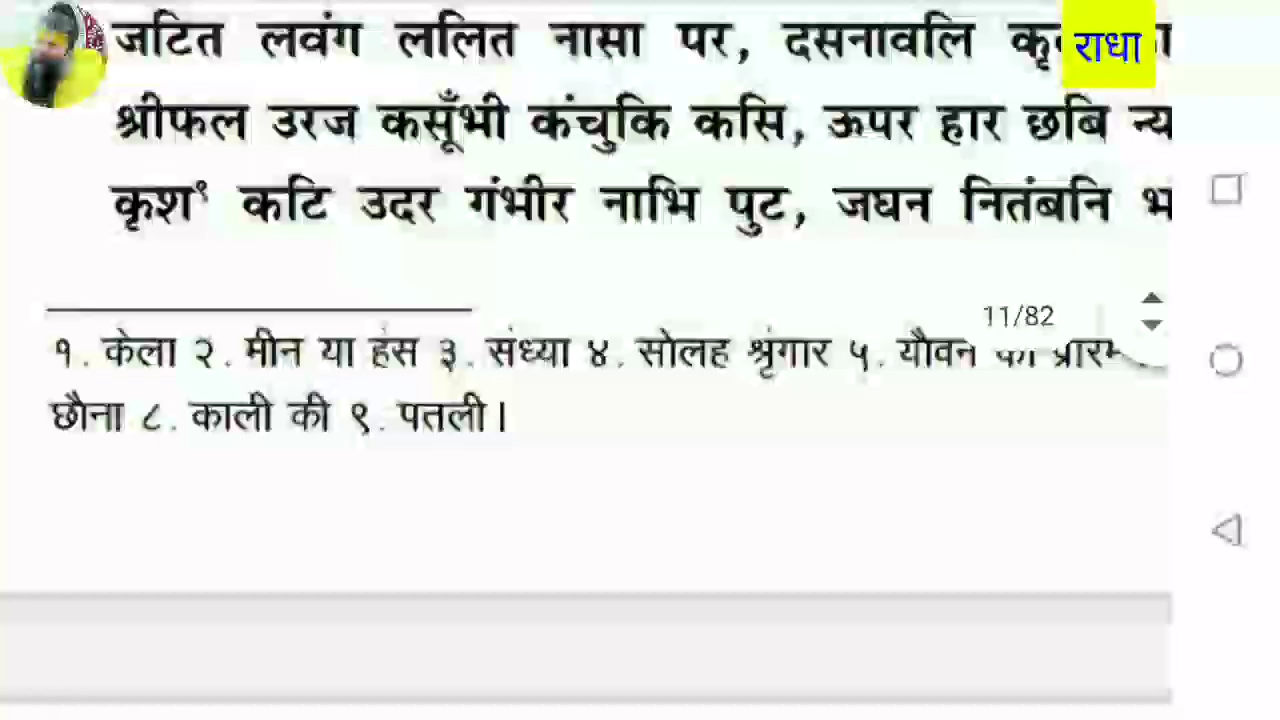 जटित लवंग ललित नासा पर, दसनावलि
राधा
श्रीफल उरज कसूँभी कंचुकि कसि, ऊपर हार छबि
कृश९ कटि उदर गंभीर नाभि पुट, जघन नितंबनि
11/82
१. केला २. मीन या हंस ३. संध्या ४. सोलह श्रृंगार ५. यौवन
छौना ८. काली की ९. पतली।